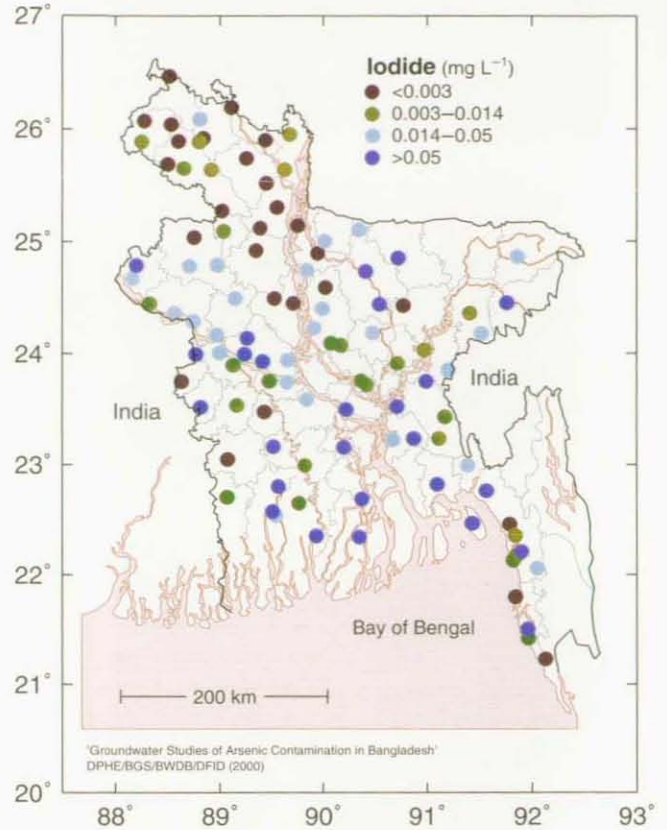 27°
26°
25°
24°
23°
22°
21°
20°
Iodide (mg L⁻¹)
<0.003
0.003–0.014
0.014–0.05
>0.05
India
India
Bay of Bengal
200 km
'Groundwater Studies of Arsenic Contamination in Bangladesh'
DPHE/BGS/BWDB/DFID (2000)
88° 89° 90° 91° 92° 93°